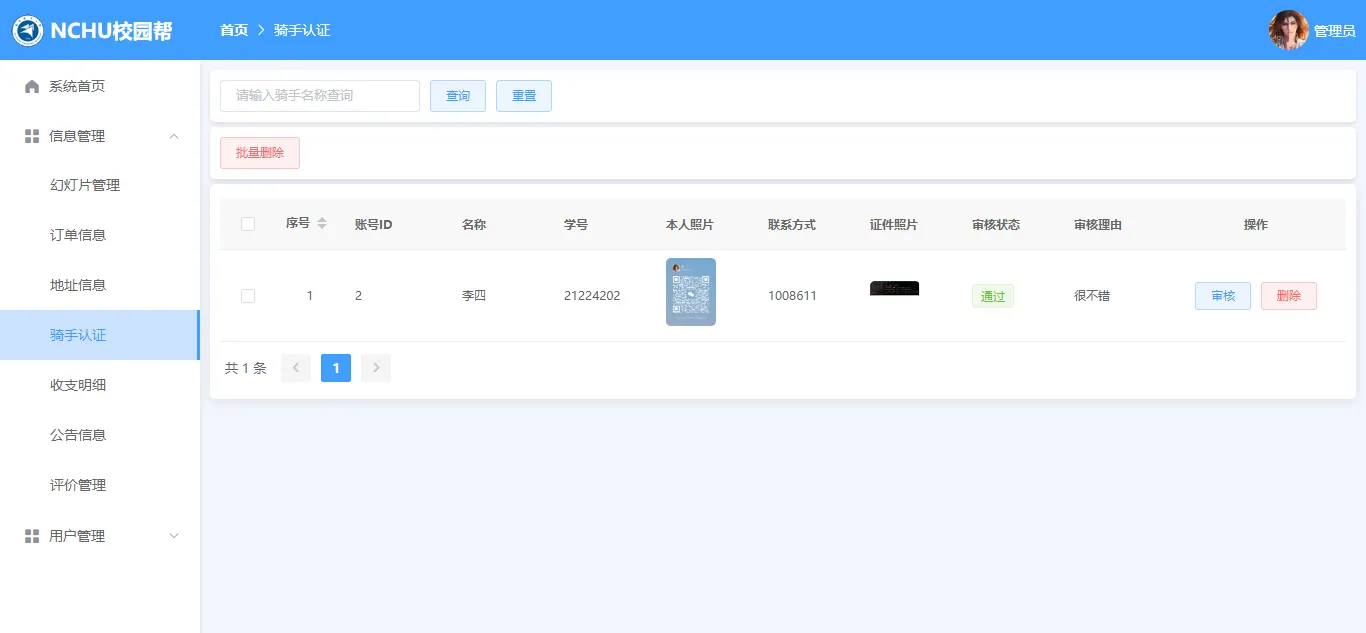 NCHU校园帮
首页 > 骑手认证
管理员
系统首页
信息管理
幻灯片管理
订单信息
地址信息
骑手认证
收支明细
公告信息
评价管理
用户管理
请输入骑手名称查询 查询 重置
批量删除
序号 账号ID 名称 学号 本人照片 联系方式 证件照片 审核状态 审核理由 操作
1 2 李四 21224202 1008611 通过 很不错 审核 删除
共 1 条 1